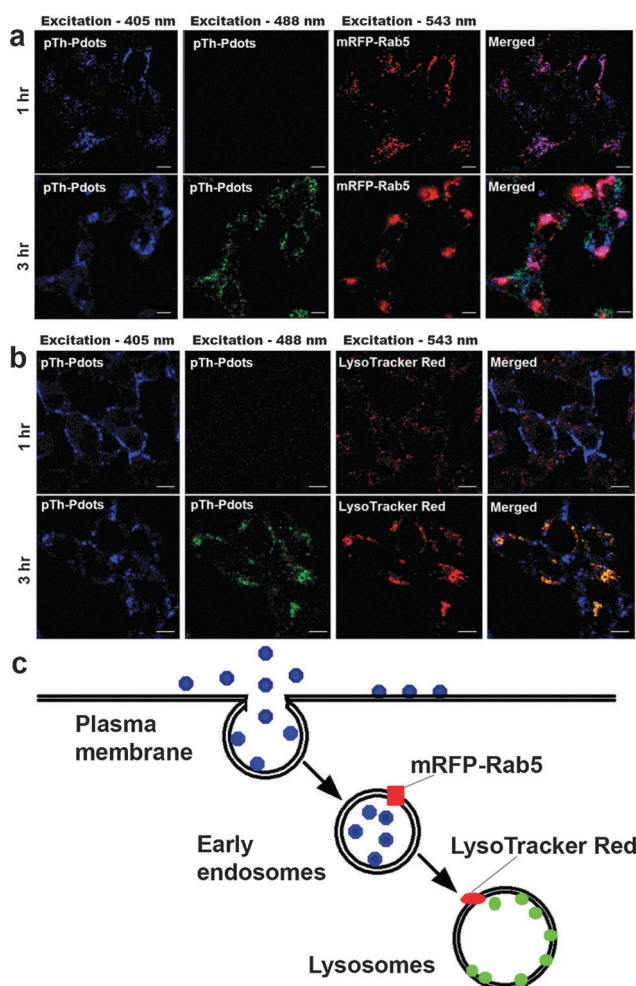 a
Excitation - 405 nm Excitation - 488 nm Excitation - 543 nm
1 hr
pTh-Pdots pTh-Pdots mRFP-Rab5 Merged
3 hr
pTh-Pdots pTh-Pdots mRFP-Rab5 Merged
b
Excitation - 405 nm Excitation - 488 nm Excitation - 543 nm
1 hr
pTh-Pdots pTh-Pdots LysoTracker Red Merged
3 hr
pTh-Pdots pTh-Pdots LysoTracker Red Merged
c
Plasma
membrane
mRFP-Rab5
Early
endosomes
LysoTracker Red
Lysosomes